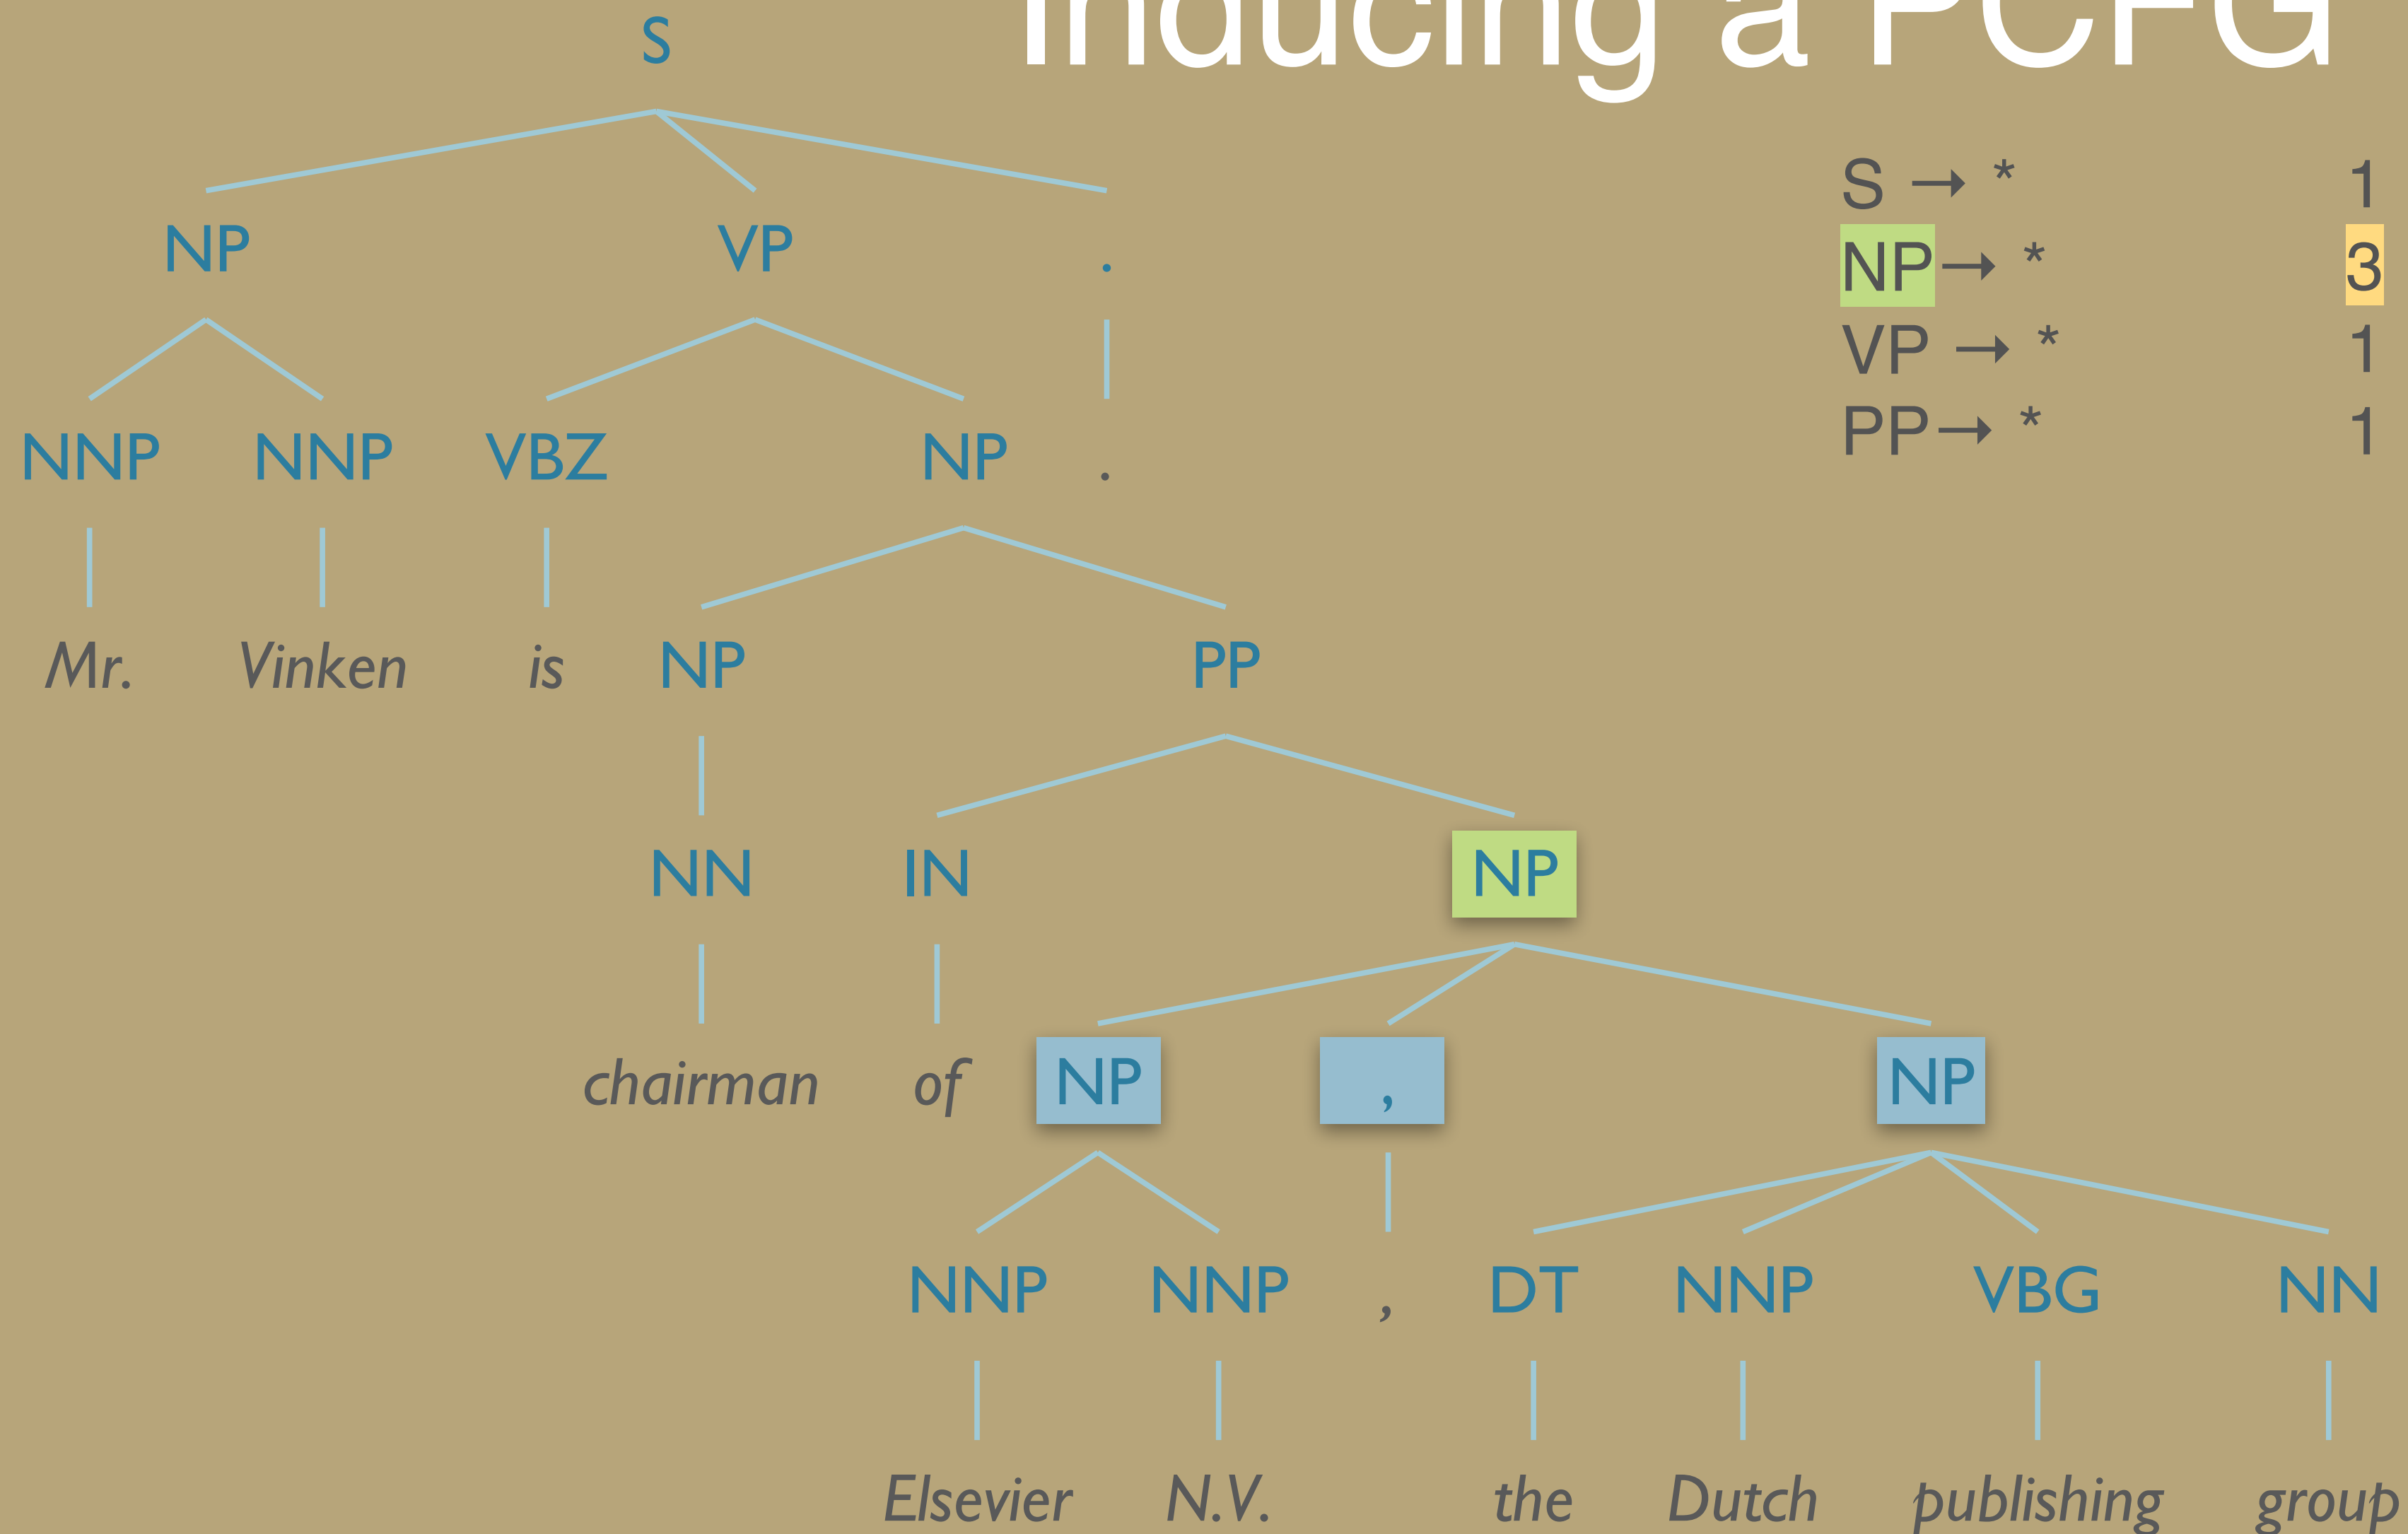 Inducing a PCFG
S
S → * 1
NP VP .
NP → * 3
VP → * 1
PP → * 1
NNP NNP VBZ NP .
Mr. Vinken is NP PP
NN IN NP
chairman of NP , NP
NNP NNP , DT NNP VBG NN
Elsevier N.V. the Dutch publishing group